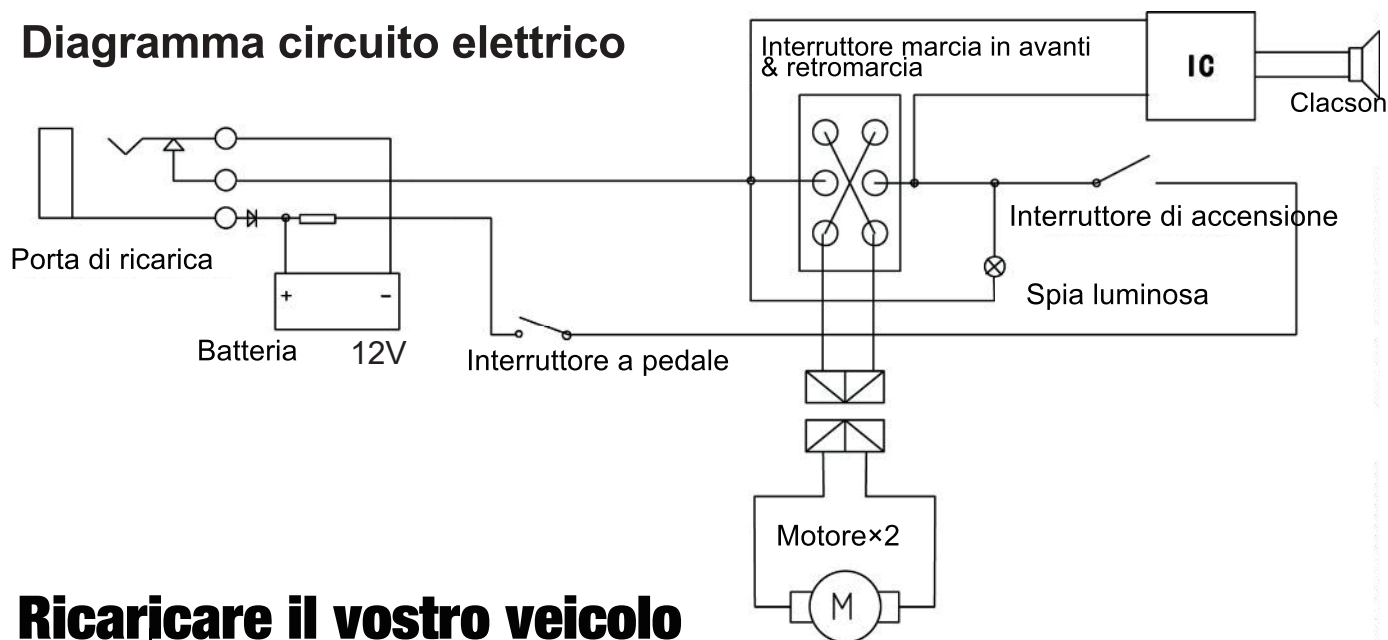 Diagramma circuito elettrico
Interruttore marcia in avanti
& retromarcia
IC
Clacson
Interruttore di accensione
Porta di ricarica
+ -
Spia luminosa
Batteria 12V
Interruttore a pedale
Motore×2
M
Ricaricare il vostro veicolo